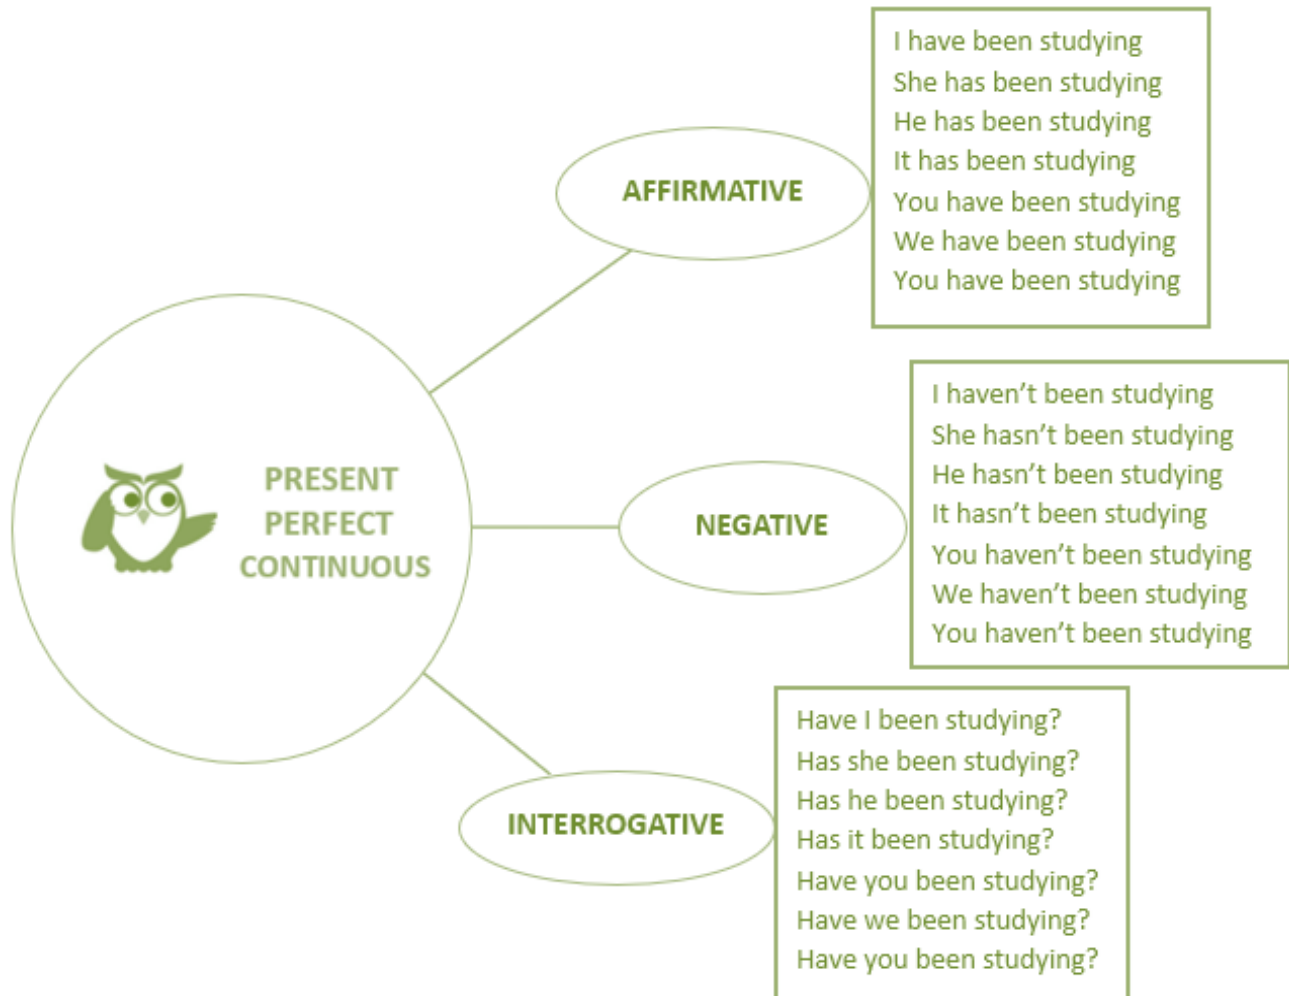 PRESENT
PERFECT
CONTINUOUS
AFFIRMATIVE
I have been studying
She has been studying
He has been studying
It has been studying
You have been studying
We have been studying
You have been studying
NEGATIVE
I haven’t been studying
She hasn’t been studying
He hasn’t been studying
It hasn’t been studying
You haven’t been studying
We haven’t been studying
You haven’t been studying
INTERROGATIVE
Have I been studying?
Has she been studying?
Has he been studying?
Has it been studying?
Have you been studying?
Have we been studying?
Have you been studying?